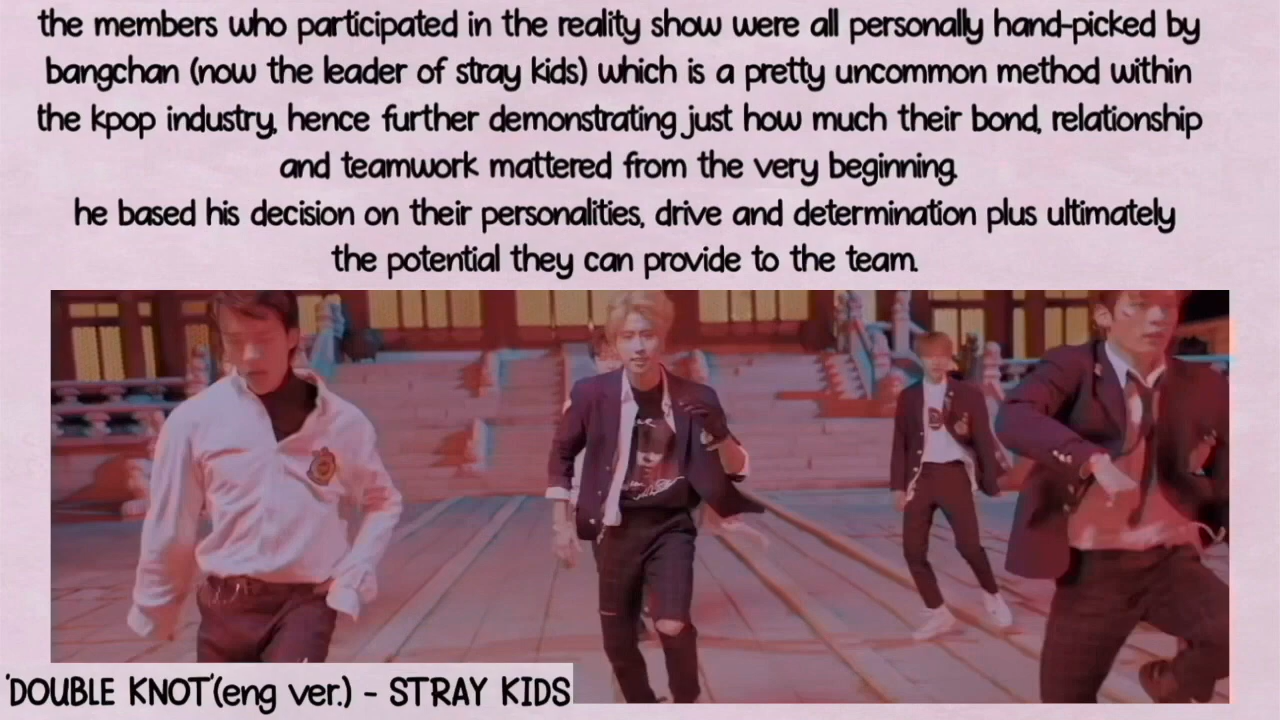 the members who participated in the reality show were all personally hand-picked by
bangchan (now the leader of stray kids) which is a pretty uncommon method within
the kpop industry, hence further demonstrating just how much their bond, relationship
and teamwork mattered from the very beginning.
he based his decision on their personalities, drive and determination plus ultimately
the potential they can provide to the team.
'DOUBLE KNOT'(eng ver.) - STRAY KIDS